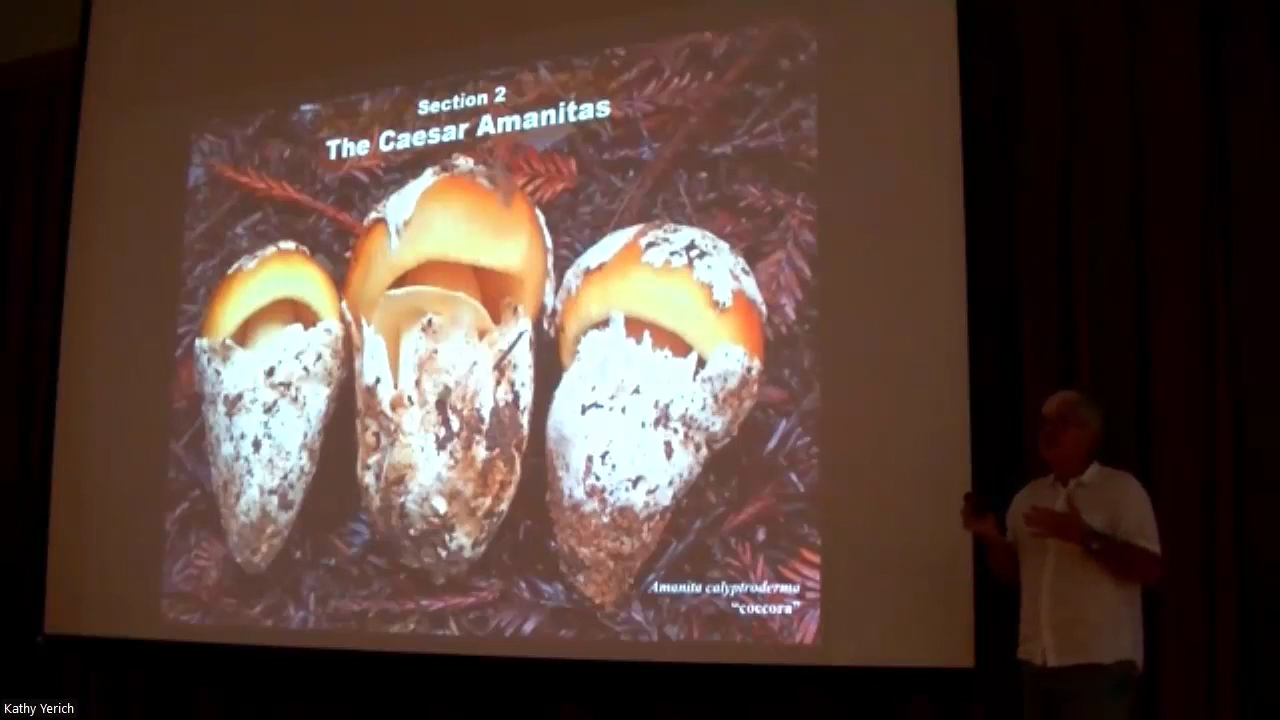 Section 2
The Caesar Amanitas
Amanita calyptroderma
"coccora"
Kathy Yerich